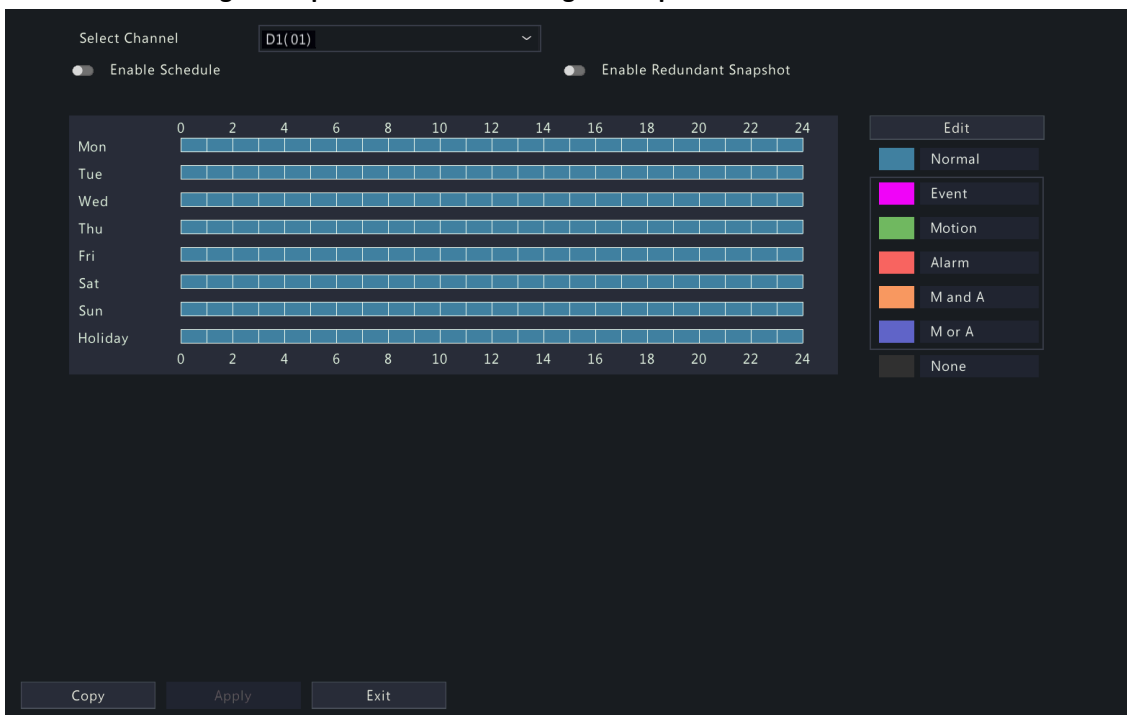 Select Channel D1(01)
Enable Schedule Enable Redundant Snapshot
0 2 4 6 8 10 12 14 16 18 20 22 24 Edit
Mon
Normal
Tue
Event
Wed
Thu Motion
Fri
Alarm
Sat
M and A
Sun
Holiday M or A
0 2 4 6 8 10 12 14 16 18 20 22 24
None
Copy Apply Exit